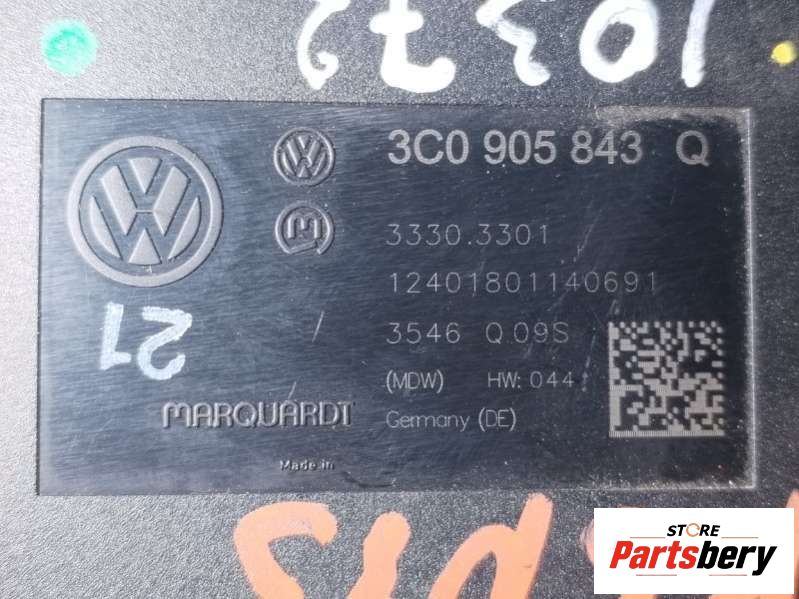 10372
3C0 905 843 Q
3330.3301
12401801140691
3546 Q.09S
(MDW) HW: 044
MARQUARDT Germany (DE)
Made in
21
STORE
Partsbery